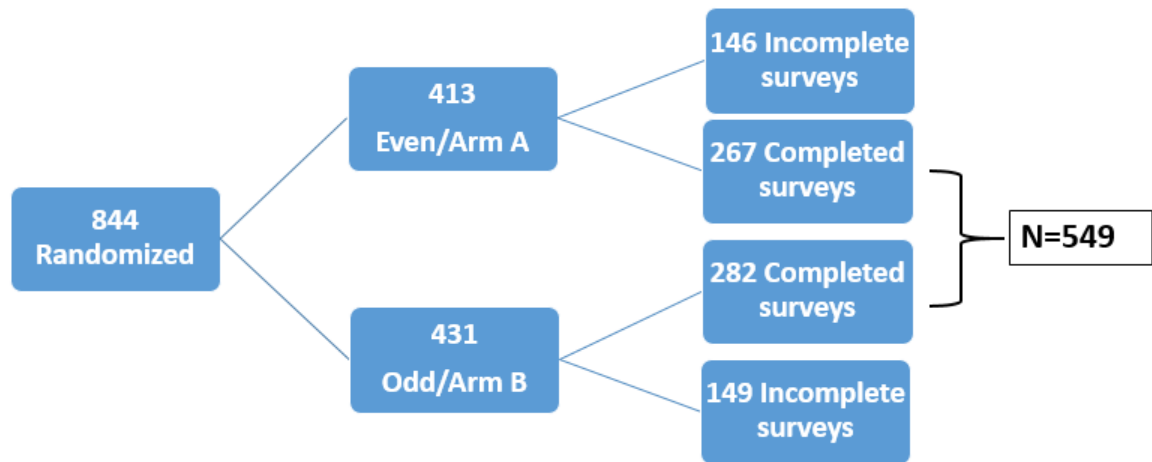 844
Randomized
413
Even/Arm A
431
Odd/Arm B
146 Incomplete
surveys
267 Completed
surveys
282 Completed
surveys
149 Incomplete
surveys
N=549